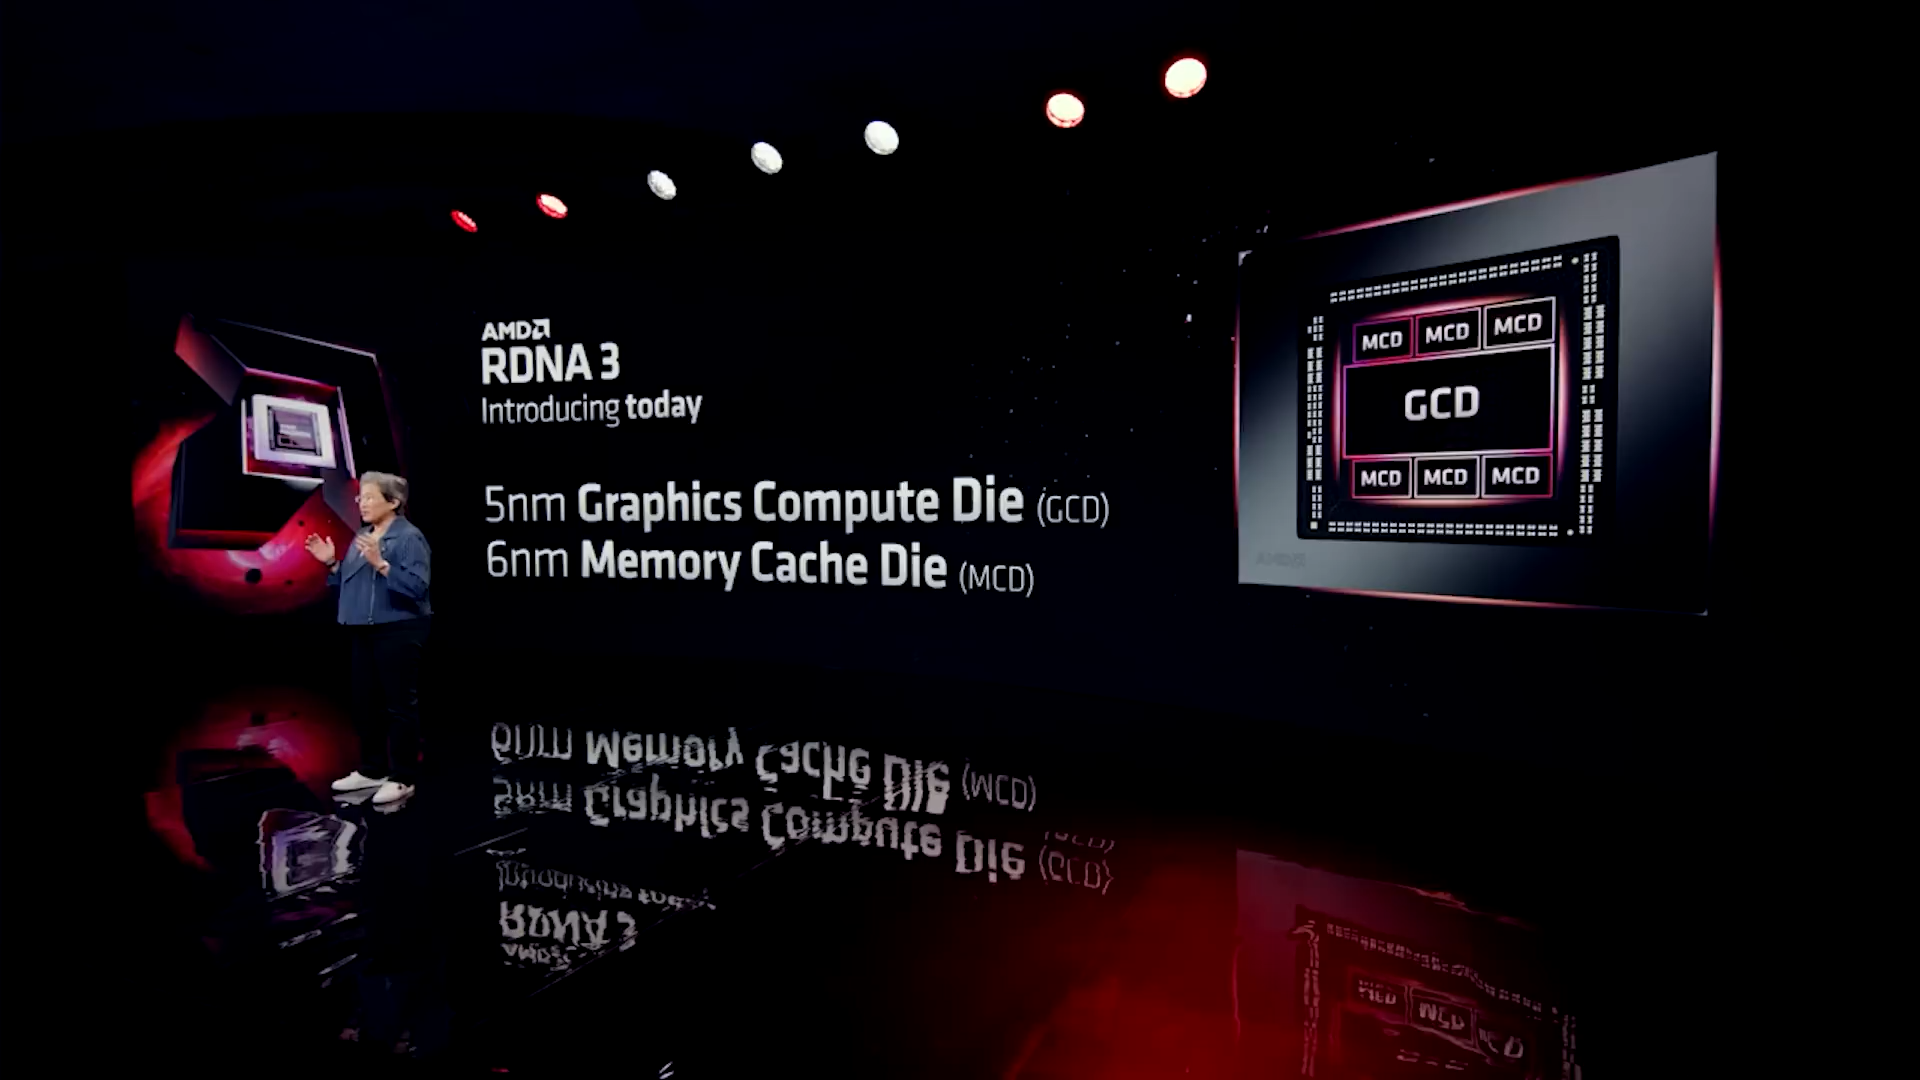 AMD
RDNA 3
Introducing today
5nm Graphics Compute Die (GCD)
6nm Memory Cache Die (MCD)
MCD MCD MCD
GCD
MCD MCD MCD
AMD